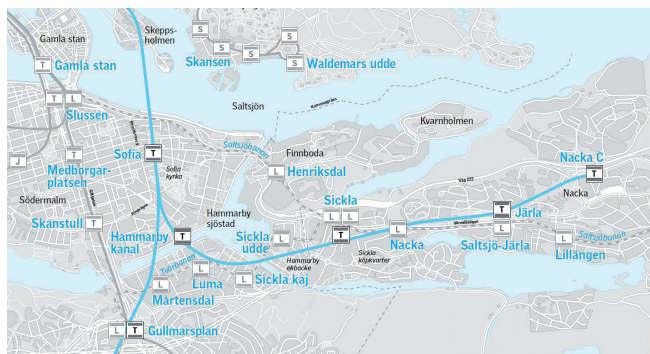 Skepps-
holmen
Gamla stan
T
Gamla stan
S
S
S
S
S
Skansen
Waldemars udde
T
L
Slussen
Saltsjön
Kvarnholmen
J
T
Medborgar-
platsen
Sofia
T
Sofia
kyrka
Saltsjöbanan
Finnboda
L
Henriksdal
Nacka C
T
Nacka
Södermalm
Skanstull
T
Hammarby
sjöstad
Hammarby
kanal
T
Sickla
L
L
T
Järla
Sickla
udde
L
T
L
Nacka
L
Saltsjö-Järla
Saltsjöbanan
L
Lillängen
Sickla
köpkvarter
Hammarby
ekbacke
Tvärbanan
L
Luma
L
Sickla kaj
L
Mårtensdal
L
T
Gullmarsplan
L